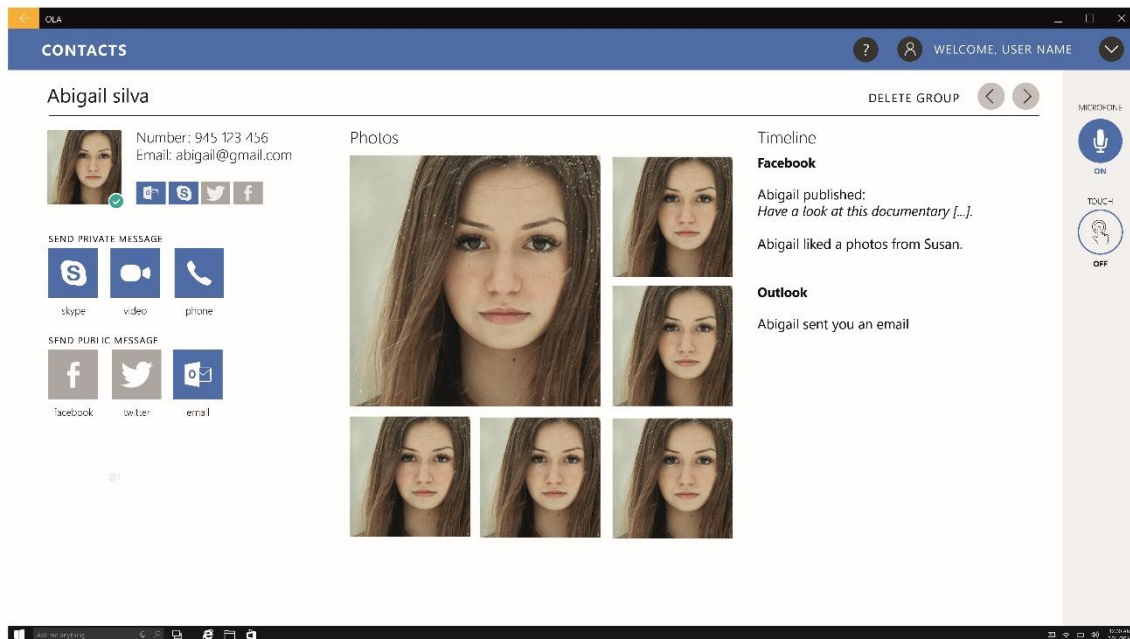 OLA
CONTACTS
?
WELCOME, USER NAME
Abigail silva
DELETE GROUP
MICROFONE
ON
TOUCH
OFF
Number: 945 123 456
Email: abigail@gmail.com
SEND PRIVATE MESSAGE
skype video phone
SEND PUBLIC MESSAGE
facebook twitter email
Photos
Timeline
Facebook
Abigail published:
Have a look at this documentary [...].
Abigail liked a photos from Susan.
Outlook
Abigail sent you an email
Ask me anything